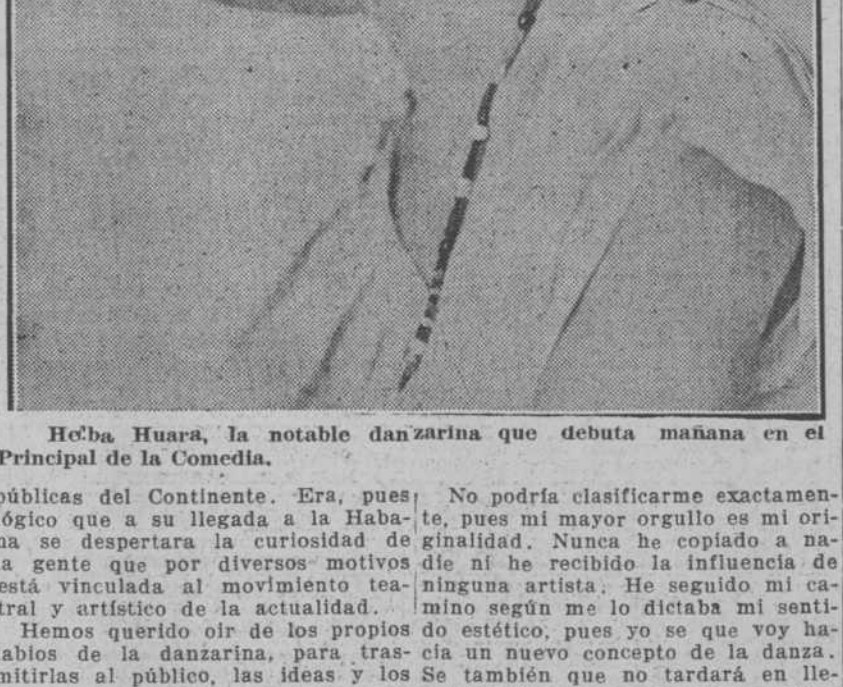 Helba Huara, la notable danzarina que debuta mañana en el
Principal de la Comedia.
públicas del Continente. Era, pues
ógico que a su llegada a la Haba-
na se despertara la curiosidad de
a gente que por diversos motivos
está vinculada al movimiento tea-
tral y artístico de la actualidad.
Hemos querido oir de los propios
abios de la danzarina, para tras-
mitirlas al público, las ideas y los
No podría clasificarme exactamen-
te, pues mi mayor orgullo es mi ori-
ginalidad. Nunca he copiado a na-
die ni he recibido la influencia de
ninguna artista. He seguido mi ca-
mino según me lo dictaba mi senti-
do estético, pues yo se que voy ha-
cia un nuevo concepto de la danza.
Se también que no tardará en lle-